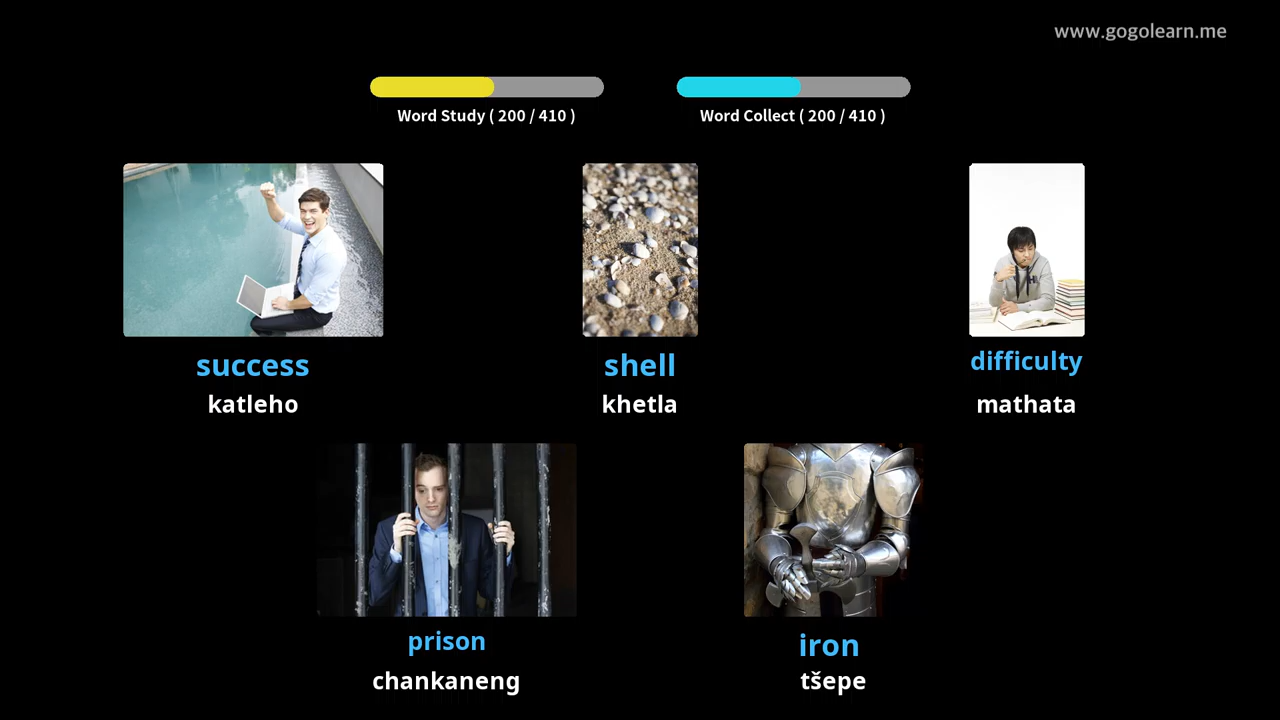 www.gogolearn.me
Word Study ( 200 / 410 )
Word Collect ( 200 / 410 )
success
katleho
shell
khetla
difficulty
mathata
prison
chankaneng
iron
tšepe